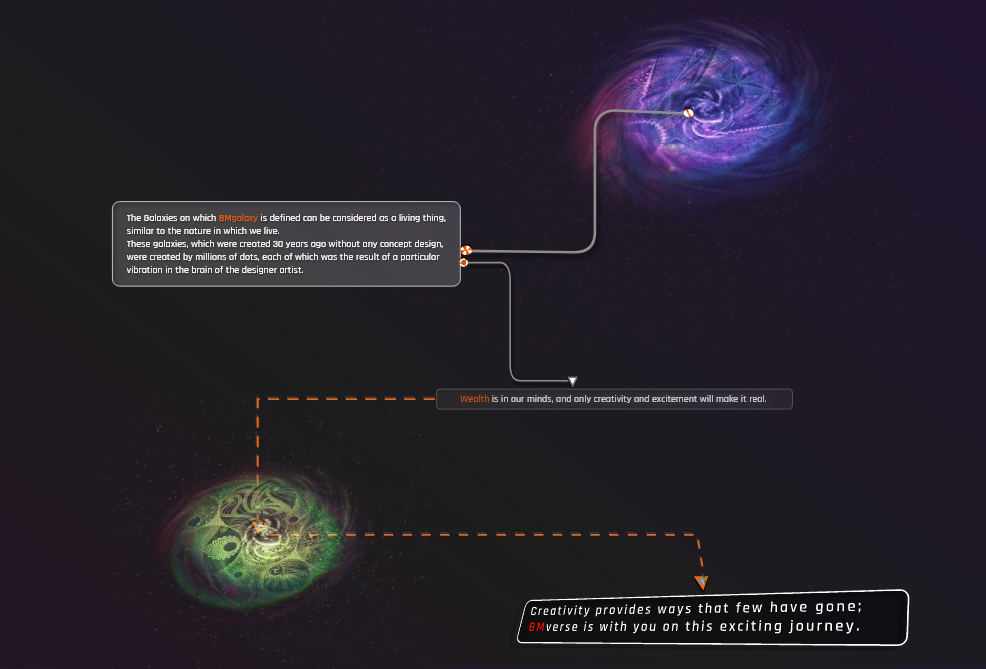 The Galaxies on which BMgalaxy is defined can be considered as a living thing,
similar to the nature in which we live.
These galaxies, which were created 30 years ago without any concept design,
were created by millions of dots, each of which was the result of a particular
vibration in the brain of the designer artist.
Wealth is in our minds, and only creativity and excitement will make it real.
Creativity provides ways that few have gone;
BMverse is with you on this exciting journey.